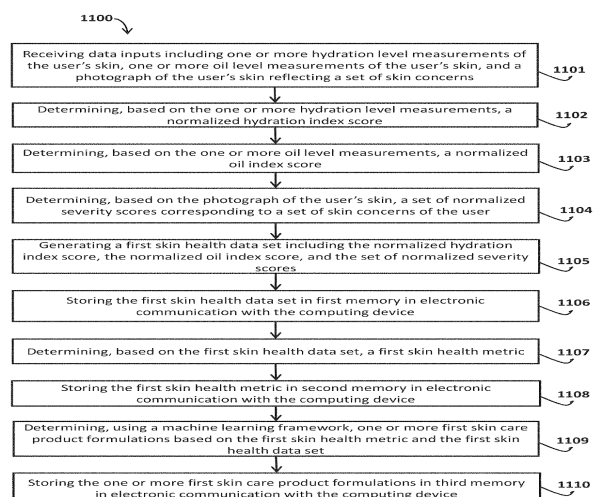 1100
Receiving data inputs including one or more hydration level measurements of
the user's skin, one or more oil level measurements of the user's skin, and a
photograph of the user's skin reflecting a set of skin concerns
1101
Determining, based on the one or more hydration level measurements, a
normalized hydration index score
1102
Determining, based on the one or more oil level measurements, a normalized
oil index score
1103
Determining, based on the photograph of the user's skin, a set of normalized
severity scores corresponding to a set of skin concerns of the user
1104
Generating a first skin health data set including the normalized hydration
index score, the normalized oil index score, and the set of normalized severity
scores
1105
Storing the first skin health data set in first memory in electronic
communication with the computing device
1106
Determining, based on the first skin health data set, a first skin health metric
1107
Storing the first skin health metric in second memory in electronic
communication with the computing device
1108
Determining, using a machine learning framework, one or more first skin care
product formulations based on the first skin health metric and the first skin
health data set
1109
Storing the one or more first skin care product formulations in third memory
in electronic communication with the computing device
1110